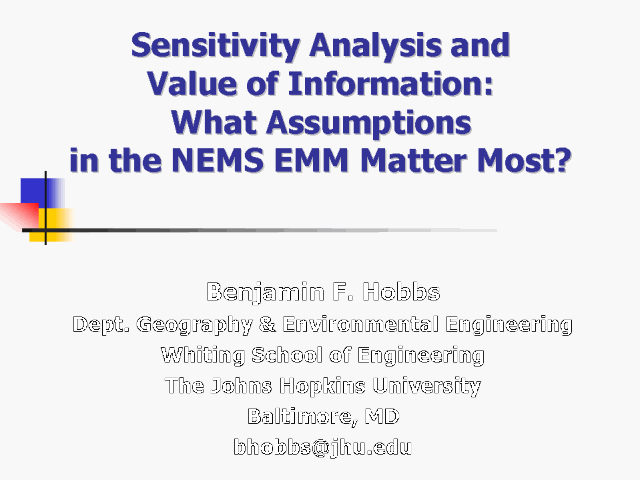 Sensitivity Analysis and
Value of Information:
What Assumptions
in the NEMS EMM Matter Most?
Benjamin F. Hobbs
Dept. Geography & Environmental Engineering
Whiting School of Engineering
The Johns Hopkins University
Baltimore, MD
bhobbs@jhu.edu